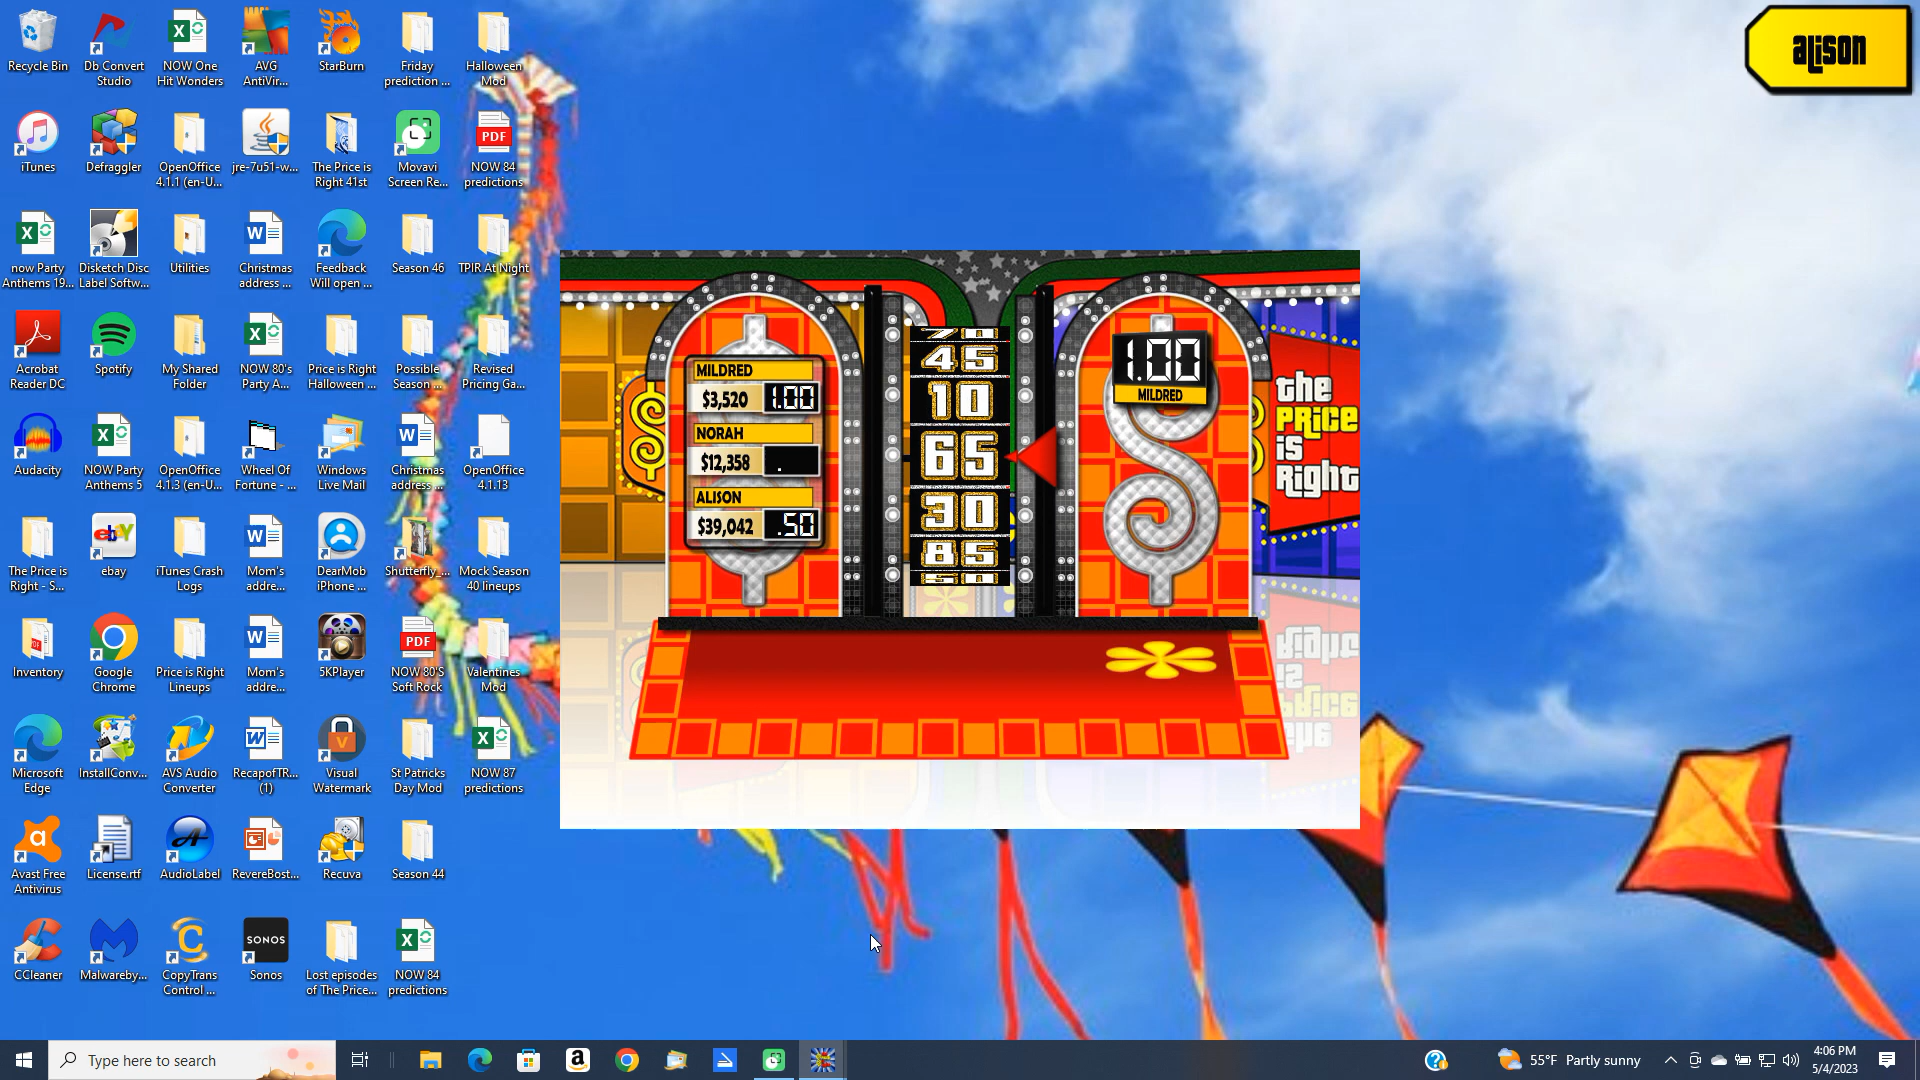 Recycle Bin
Db Convert
Studio
NOW One
Hit Wonders
AVG
AntiVir...
StarBurn
Friday
prediction ...
Halloween
Mod
iTunes
Defraggler
OpenOffice
4.1.1 (en-U...
jre-7u51-w...
The Price is
Right 41st
Movavi
Screen Re...
PDF
NOW 84
predictions
now Party
Anthems 19...
Disketch Disc
Label Softw...
Utilities
Christmas
address ...
Feedback
Will open ...
Season 46
TPIR At Night
Acrobat
Reader DC
Spotify
My Shared
Folder
NOW 80's
Party A...
Price is Right
Halloween ...
Possible
Season ...
Revised
Pricing Ga...
Audacity
NOW Party
Anthems 5
OpenOffice
4.1.3 (en-U...
Wheel Of
Fortune - ...
Windows
Live Mail
Christmas
address ...
OpenOffice
4.1.13
The Price is
Right - S...
ebay
ebay
iTunes Crash
Logs
Mom's
addre...
DearMob
iPhone ...
Shutterfly_...
Mock Season
40 lineups
Inventory
Google
Chrome
Price is Right
Lineups
Mom's
addre...
5KPlayer
PDF
NOW 80'S
Soft Rock
Valentines
Mod
Microsoft
Edge
InstallConv...
AVS Audio
Converter
RecapofTR...
(1)
Visual
Watermark
St Patricks
Day Mod
NOW 87
predictions
Avast Free
Antivirus
License.rtf
AudioLabel
RevereBost...
Recuva
Season 44
CCleaner
Malwareby...
CopyTrans
Control ...
SONOS
Sonos
Lost episodes
of The Price...
NOW 84
predictions
alison
MILDRED
$3,520 1.00
NORAH
$12,358 .
ALISON
$39,042 .50
45
10
65
30
85
1.00
MILDRED
the
PRICE
is
Right
Type here to search
55°F Partly sunny
4:06 PM
5/4/2023